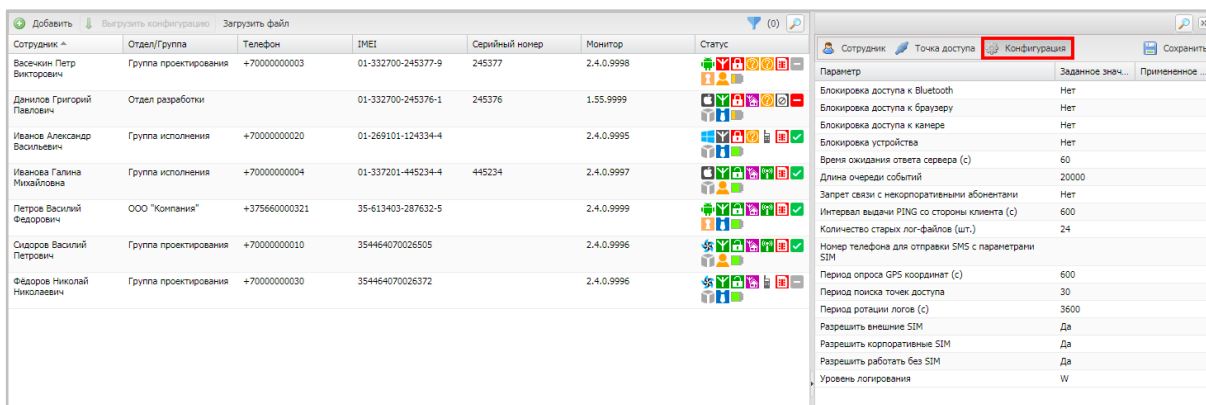 Добавить Выгрузить конфигурацию Загрузить файл (0)
Сотрудник Отдел/Группа Телефон IMEI Серийный номер Монитор Статус
Васечкин Петр Группа проектирования +70000000003 01-332700-245377-9 245377 2.4.0.9998
Викторович
Данилов Григорий Отдел разработки 01-332700-245376-1 245376 1.55.9999
Павлович
Иванов Александр Группа исполнения +70000000020 01-269101-124334-4 2.4.0.9995
Васильевич
Иванова Галина Группа исполнения +70000000004 01-337201-445234-4 445234 2.4.0.9997
Михайловна
Петров Василий ООО "Компания" +375660000321 35-613403-287632-5 2.4.0.9999
Федорович
Сидоров Василий Группа проектирования +70000000010 354464070026505 2.4.0.9996
Петрович
Фёдоров Николай Группа проектирования +70000000030 354464070026372 2.4.0.9996
Николаевич
Сотрудник Точка доступа Конфигурация Сохранить
Параметр Заданное знач... Примененное ...
Блокировка доступа к Bluetooth Нет
Блокировка доступа к браузеру Нет
Блокировка доступа к камере Нет
Блокировка устройства Нет
Время ожидания ответа сервера (с) 60
Длина очереди событий 20000
Запрет связи с некорпоративными абонентами Нет
Интервал выдачи PING со стороны клиента (с) 600
Количество старых лог-файлов (шт.) 24
Номер телефона для отправки SMS с параметрами
SIM
Период опроса GPS координат (с) 600
Период поиска точек доступа 30
Период ротации логов (с) 3600
Разрешить внешние SIM Да
Разрешить корпоративные SIM Да
Разрешить работать без SIM Да
Уровень логирования W